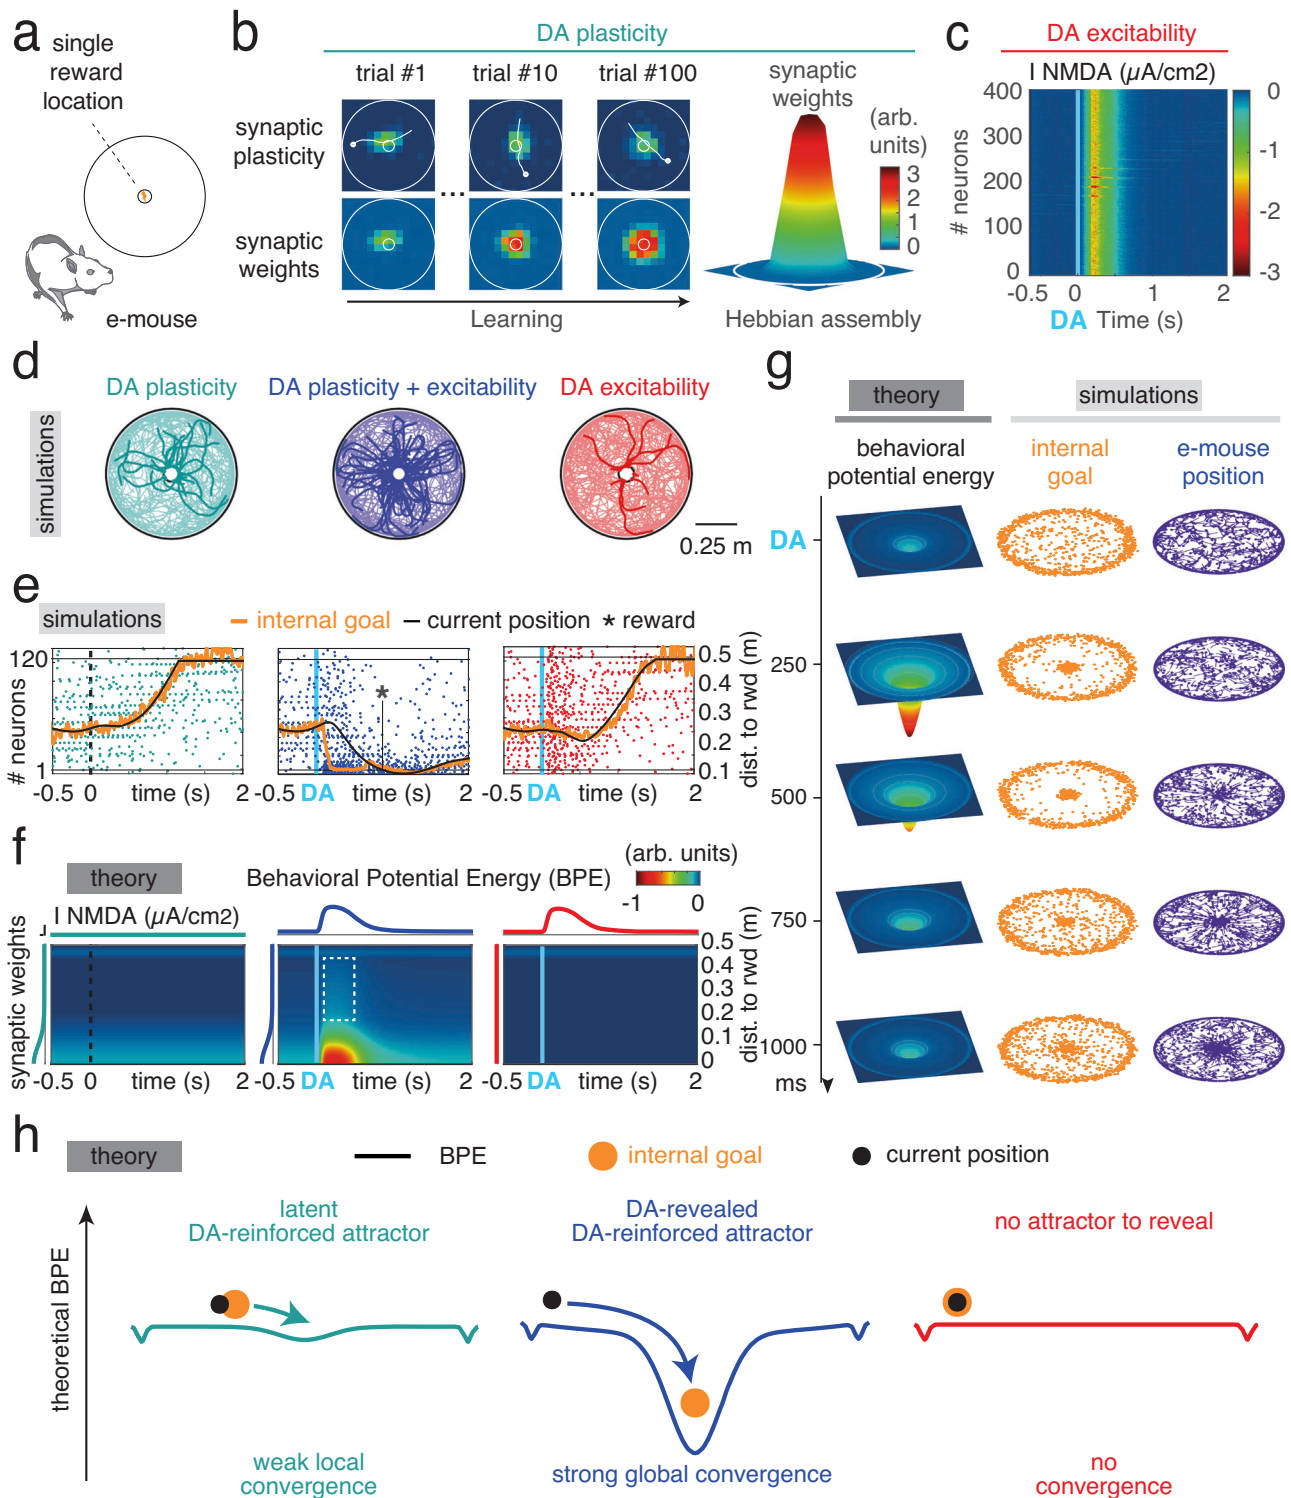 a
single
reward
location
e-mouse
b
DA plasticity
trial #1
trial #10
trial #100
synaptic
plasticity
...
...
synaptic
weights
Learning
synaptic
weights
(arb.
units)
3
2
1
0
Hebbian assembly
c
DA excitability
I NMDA (µA/cm2)
# neurons
400
300
200
100
0
0
-1
-2
-3
-0.5
0
1
2
DA Time (s)
d
DA plasticity
DA plasticity + excitability
DA excitability
simulations
0.25 m
e
simulations
internal goal
current position
* reward
# neurons
120
1
*
0.5
0.4
0.3
0.2
0.1
dist. to rwd (m)
-0.5 0 time (s) 2
-0.5 DA time (s) 2
-0.5 DA time (s) 2
f
theory
Behavioral Potential Energy (BPE)
(arb. units)
-1
0
I NMDA (µA/cm2)
synaptic weights
0.5
0.4
0.3
0.2
0.1
0
dist. to rwd (m)
-0.5 0 time (s) 2
-0.5 DA time (s) 2
-0.5 DA time (s) 2
g
theory
simulations
behavioral
potential energy
internal
goal
e-mouse
position
DA
250
500
750
1000
ms
h
theory
BPE
internal goal
current position
theoretical BPE
latent
DA-reinforced attractor
DA-revealed
DA-reinforced attractor
no attractor to reveal
weak local
convergence
strong global convergence
no
convergence